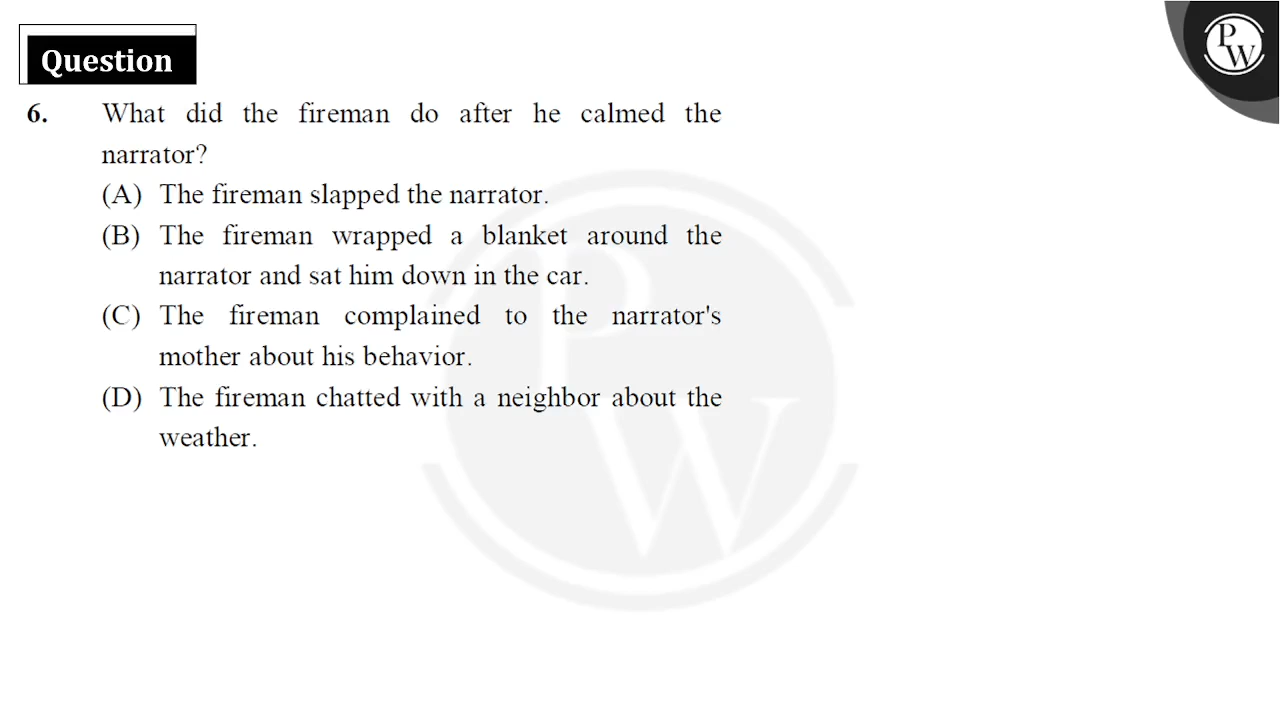 Question
PW
6. What did the fireman do after he calmed the
narrator?
(A) The fireman slapped the narrator.
(B) The fireman wrapped a blanket around the
narrator and sat him down in the car.
(C) The fireman complained to the narrator's
mother about his behavior.
(D) The fireman chatted with a neighbor about the
weather.
PW